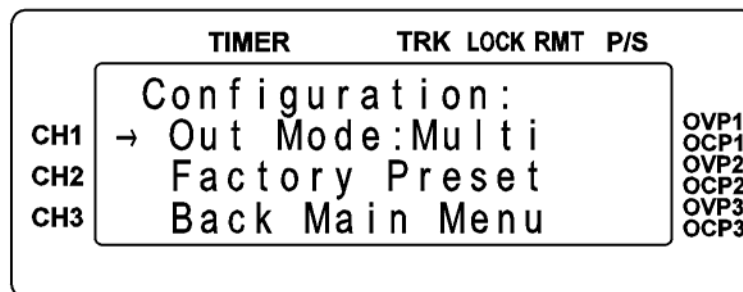 TIMER TRK LOCK RMT P/S
Configuration:
CH1 → Out Mode:Multi OVP1
OCP1
CH2 Factory Preset OVP2
OCP2
CH3 Back Main Menu OVP3
OCP3